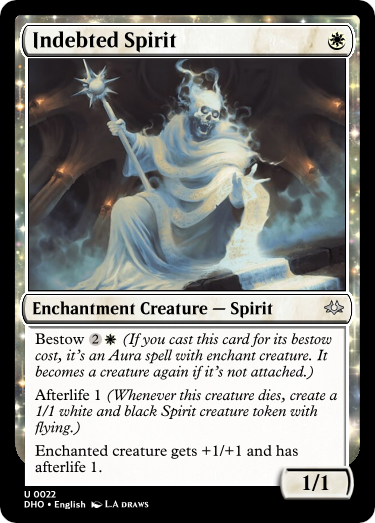 Indebted Spirit
Enchantment Creature — Spirit
Bestow 2 (If you cast this card for its bestow
cost, it's an Aura spell with enchant creature. It
becomes a creature again if it's not attached.)
Afterlife 1 (Whenever this creature dies, create a
1/1 white and black Spirit creature token with
flying.)
Enchanted creature gets +1/+1 and has
afterlife 1.
1/1
U 0022
DHO • English L.A DRAWS